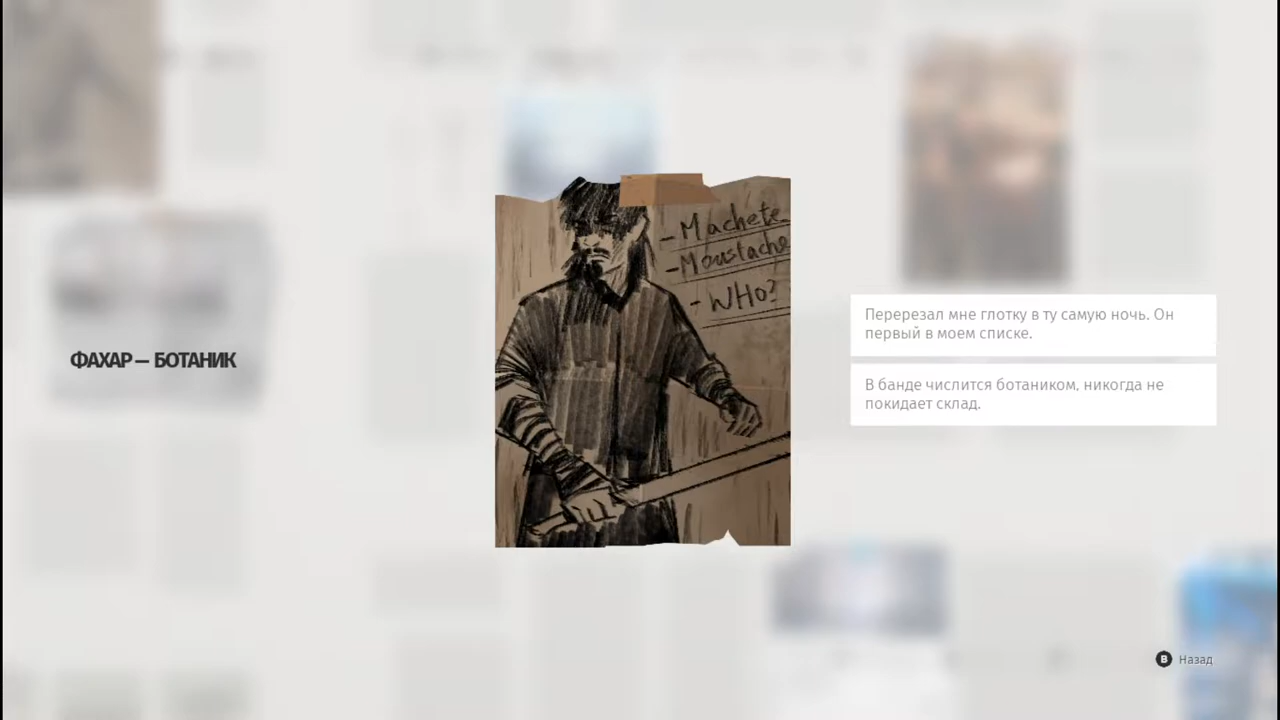 ФАХАР — БОТАНИК
- Machete
- Moustache
- WHo?
Перерезал мне глотку в ту самую ночь. Он
первый в моем списке.
В банде числится ботаником, никогда не
покидает склад.
B Назад